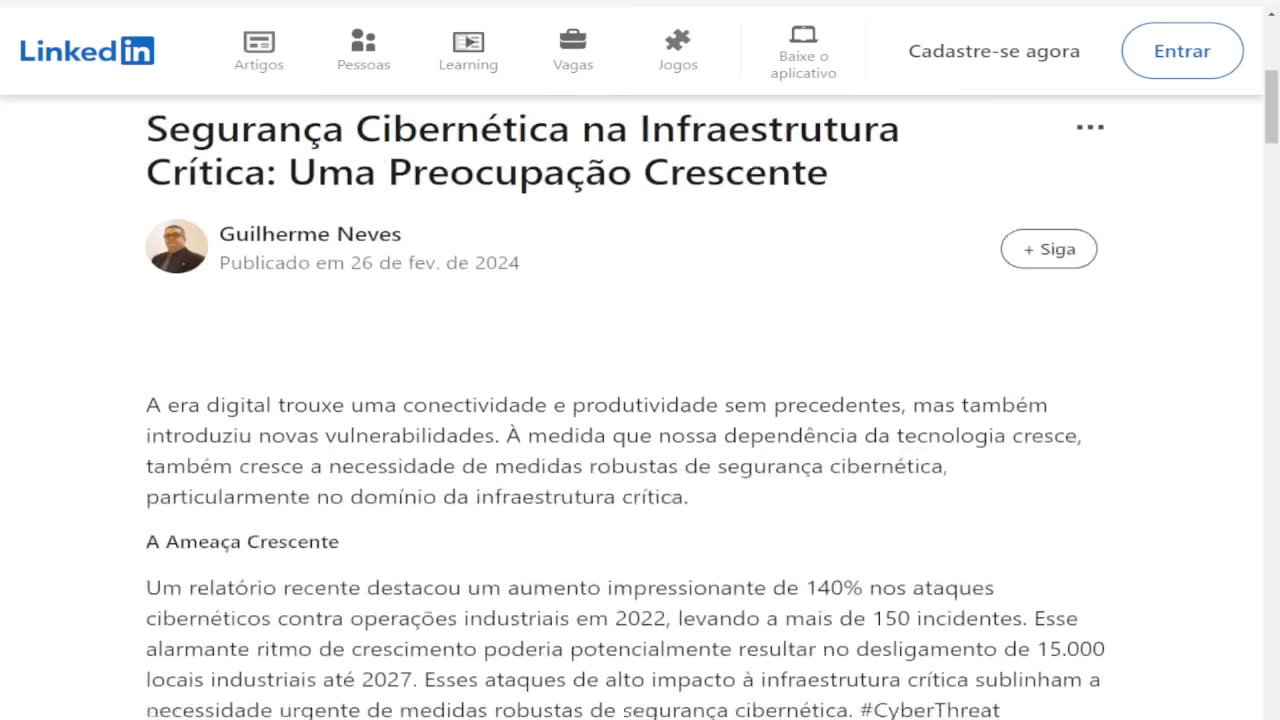 LinkedIn
Artigos
Pessoas
Learning
Vagas
Jogos
Baixe o
aplicativo
Cadastre-se agora
Entrar
Segurança Cibernética na Infraestrutura
Crítica: Uma Preocupação Crescente
Guilherme Neves
Publicado em 26 de fev. de 2024
+ Siga
A era digital trouxe uma conectividade e produtividade sem precedentes, mas também
introduziu novas vulnerabilidades. À medida que nossa dependência da tecnologia cresce,
também cresce a necessidade de medidas robustas de segurança cibernética,
particularmente no domínio da infraestrutura crítica.
A Ameaça Crescente
Um relatório recente destacou um aumento impressionante de 140% nos ataques
cibernéticos contra operações industriais em 2022, levando a mais de 150 incidentes. Esse
alarmante ritmo de crescimento poderia potencialmente resultar no desligamento de 15.000
locais industriais até 2027. Esses ataques de alto impacto à infraestrutura crítica sublinham a
necessidade urgente de medidas robustas de segurança cibernética. #CyberThreat